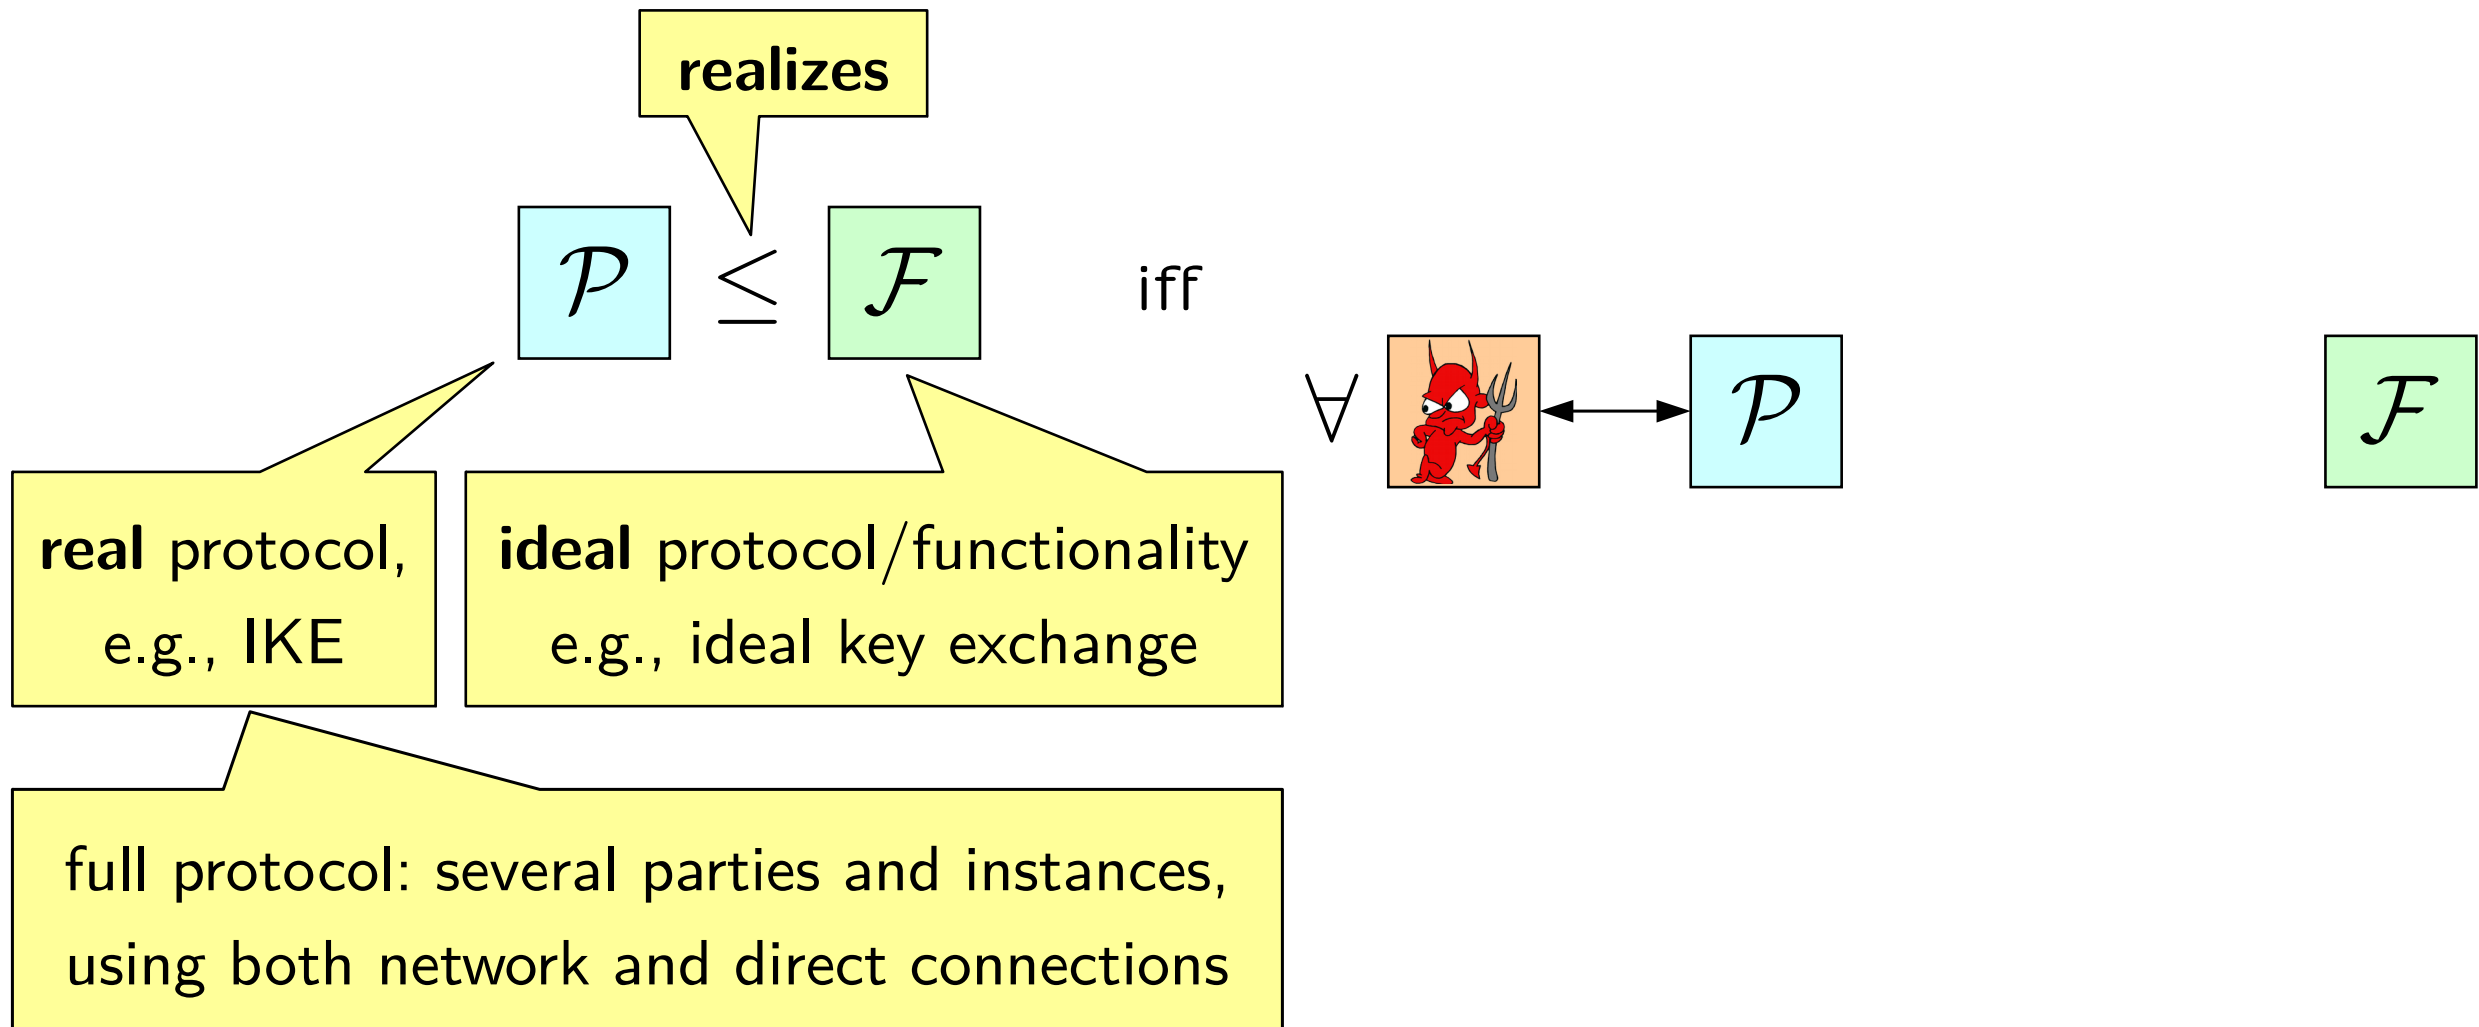 realizes
𝒫 ≤ ℱ iff
∀ 𝒫 ℱ
real protocol,
e.g., IKE
ideal protocol/functionality
e.g., ideal key exchange
full protocol: several parties and instances,
using both network and direct connections